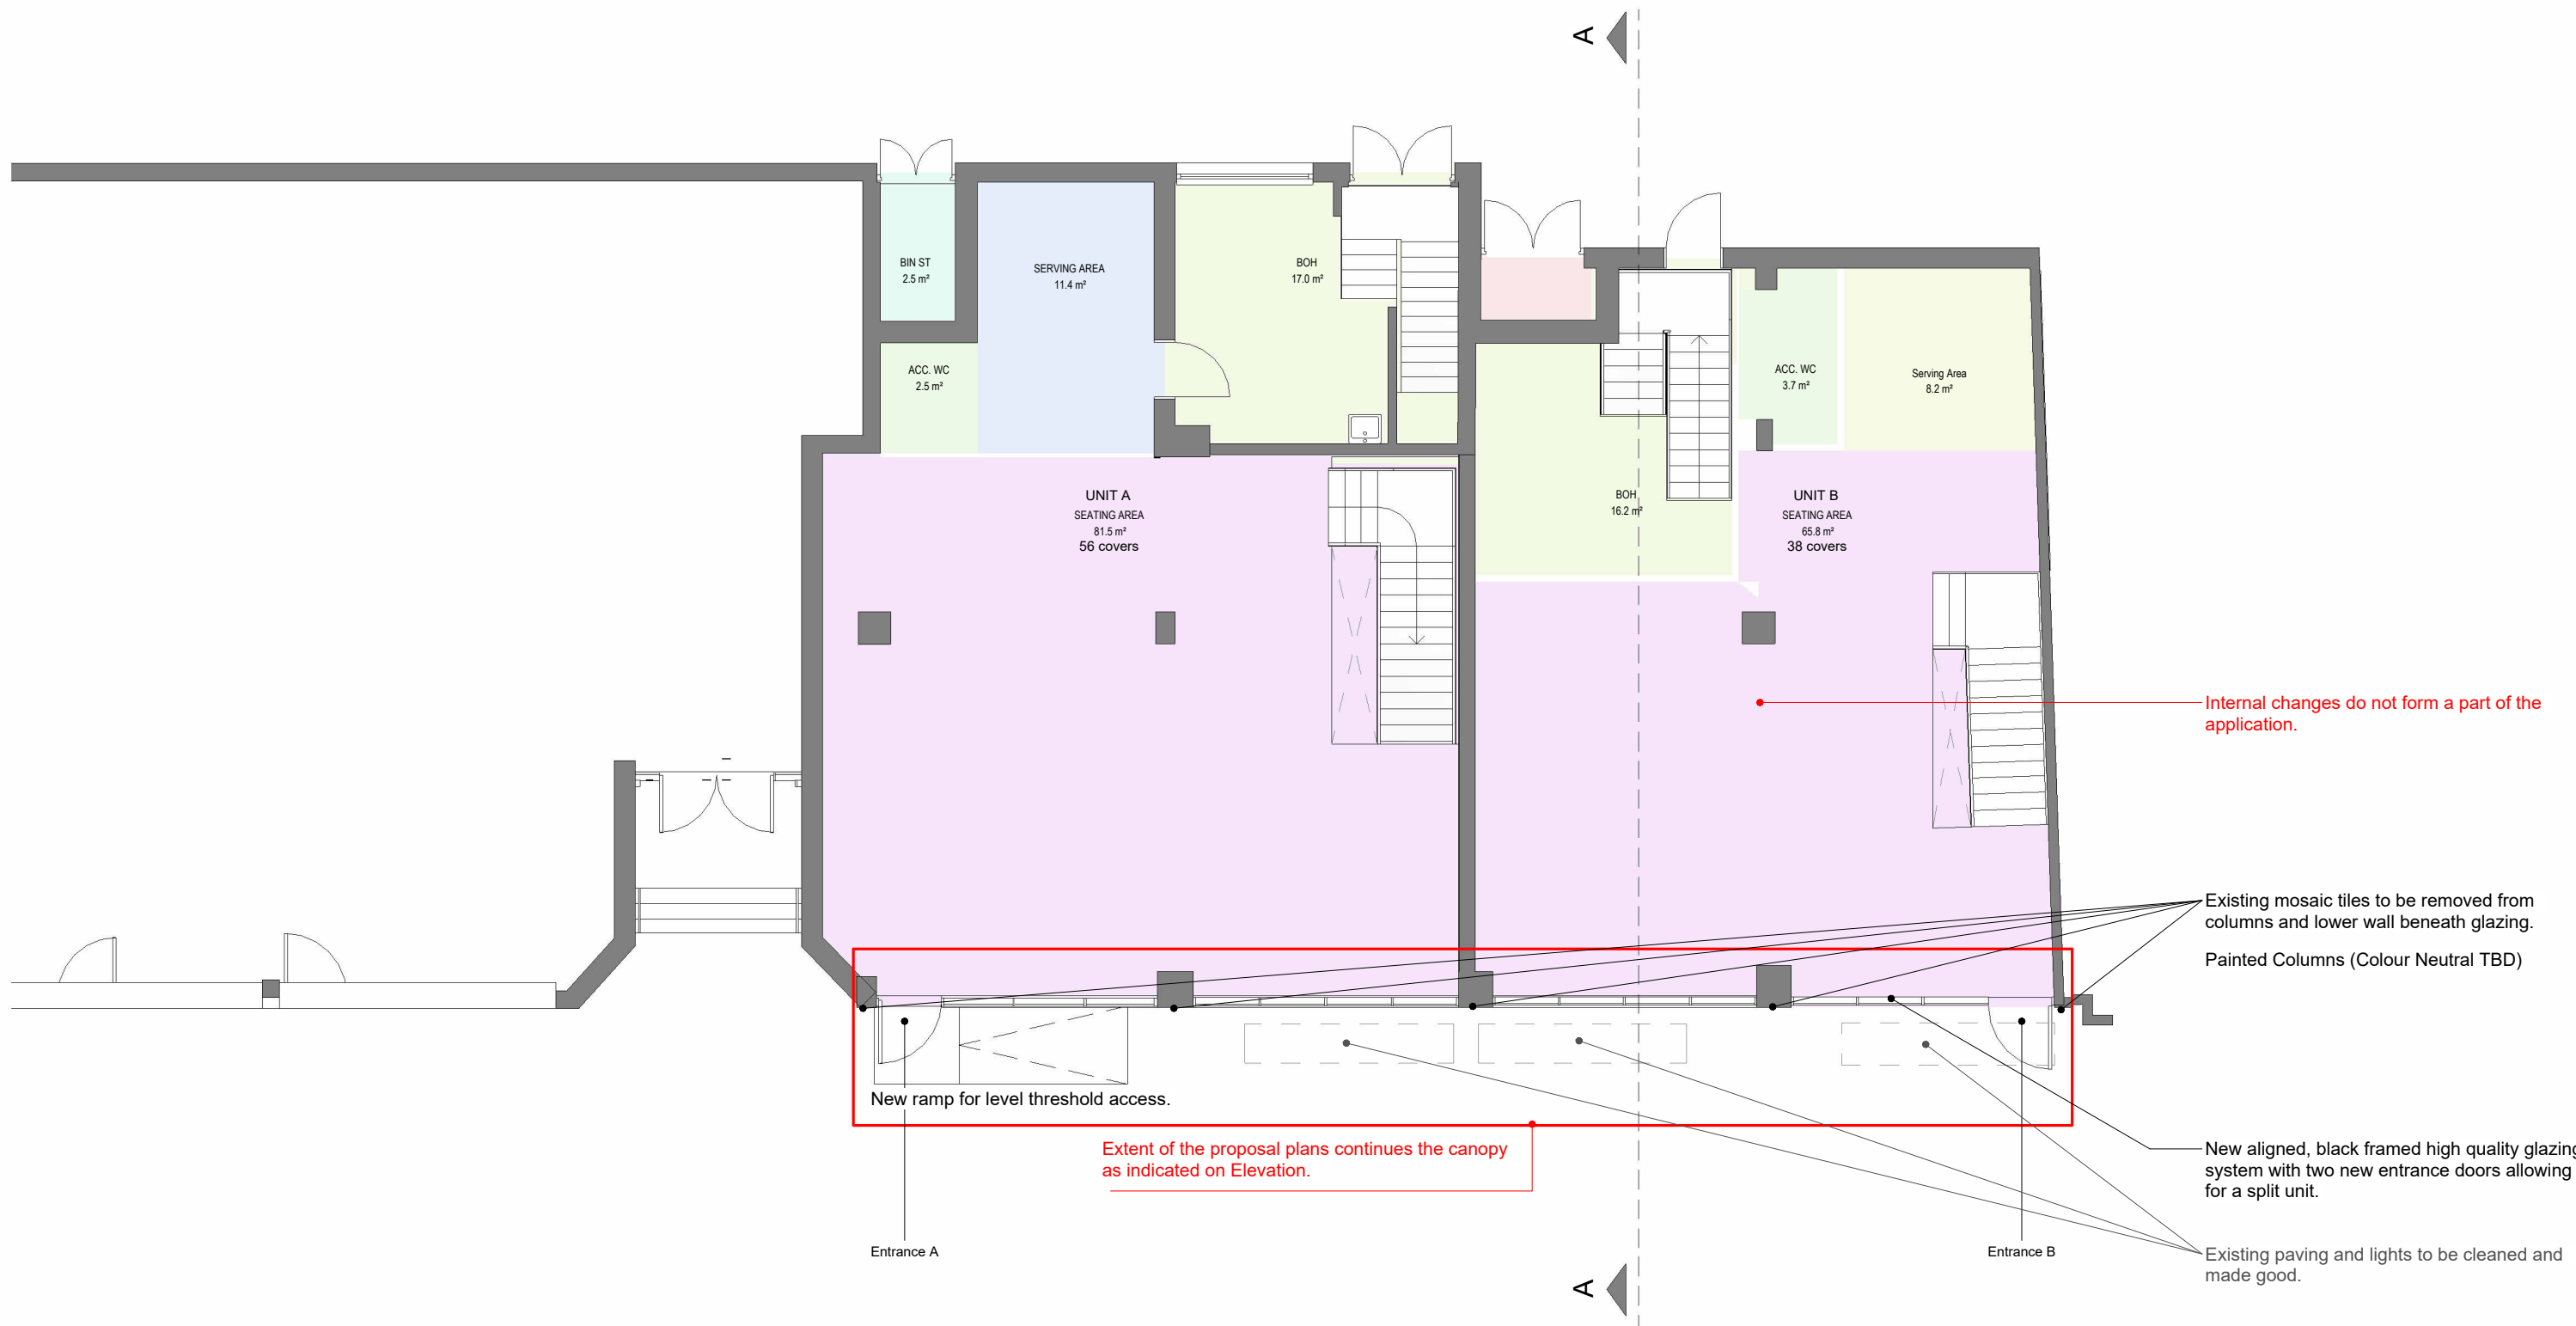 A
BIN ST
2.5 m²
SERVING AREA
11.4 m²
BOH
17.0 m²
ACC. WC
2.5 m²
ACC. WC
3.7 m²
Serving Area
8.2 m²
UNIT A
SEATING AREA
81.5 m²
56 covers
BOH
16.2 m²
UNIT B
SEATING AREA
65.8 m²
38 covers
Internal changes do not form a part of the
application.
Existing mosaic tiles to be removed from
columns and lower wall beneath glazing.
Painted Columns (Colour Neutral TBD)
New ramp for level threshold access.
Extent of the proposal plans continues the canopy
as indicated on Elevation.
New aligned, black framed high quality glazing
system with two new entrance doors allowing
for a split unit.
Entrance A
Entrance B
Existing paving and lights to be cleaned and
made good.
A